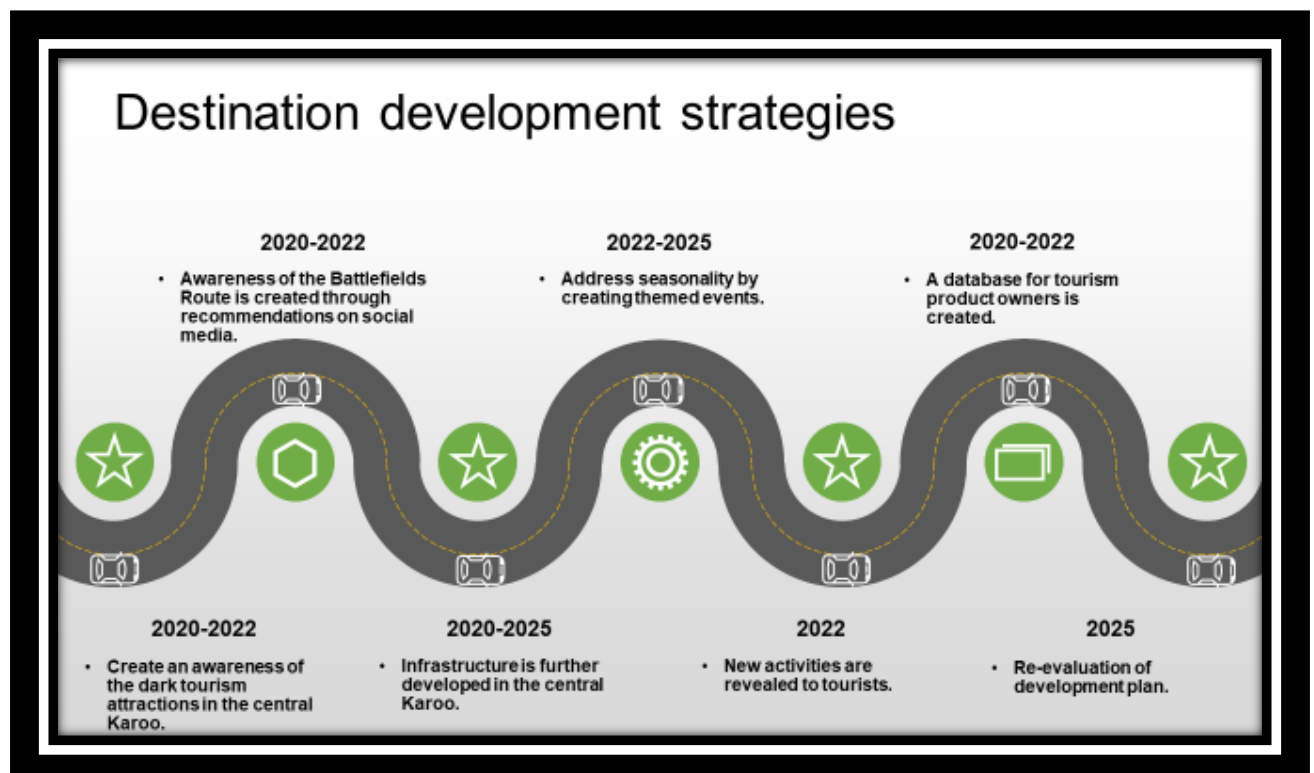 Destination development strategies
2020-2022
• Awareness of the Battlefields
Route is created through
recommendations on social
media.
2022-2025
• Address seasonality by
creating themed events.
2020-2022
• A database for tourism
product owners is
created.
2020-2022
• Create an awareness of
the dark tourism
attractions in the central
Karoo.
2020-2025
• Infrastructure is further
developed in the central
Karoo.
2022
• New activities are
revealed to tourists.
2025
• Re-evaluation of
development plan.